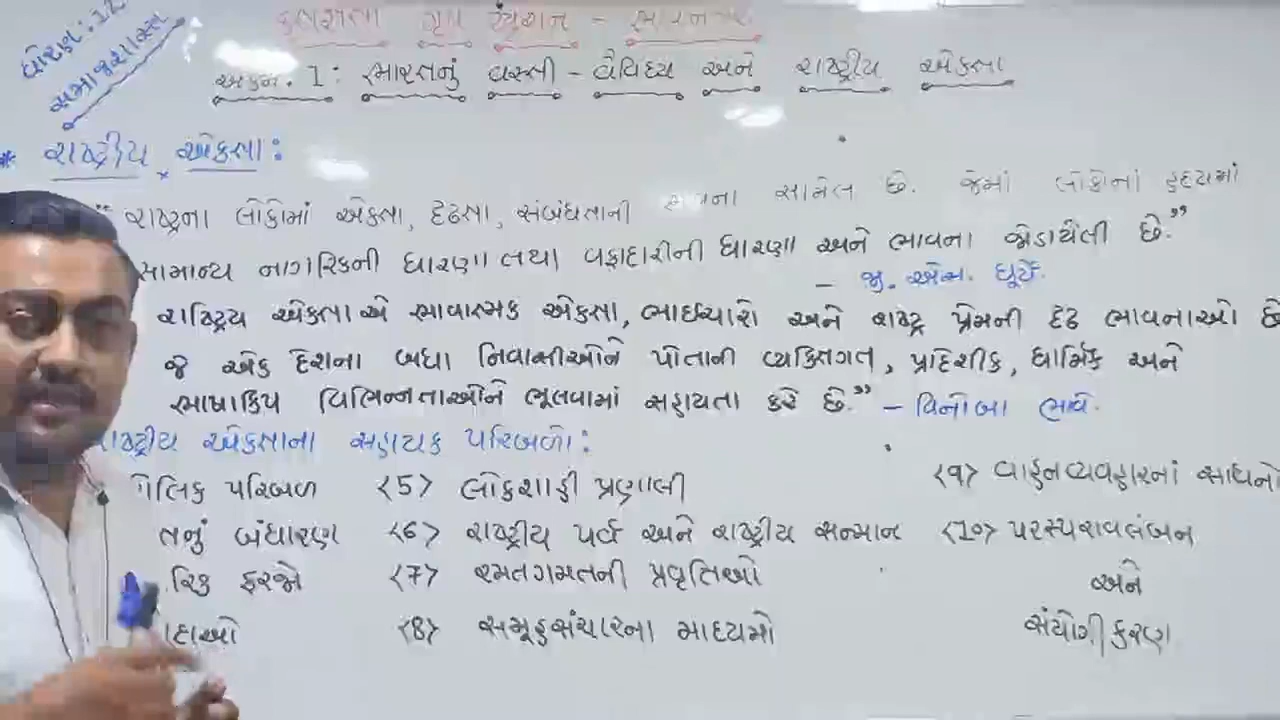 ધોરણ: 12
સમાજશાસ્ત્ર
ગૃપ ટ્યુશન - ભાવનગર
એકમ. 1: ભારતનું વસ્તી - વૈવિધ્ય અને રાષ્ટ્રીય એકતા
* રાષ્ટ્રીય એકતા:
" રાષ્ટ્રના લોકોમાં એકતા, દૃઢતા, સંબંધતાની સામેલ છે. જેમાં લોકોનાં હૃદયમાં
સામાન્ય નાગરિકની ધારણા તથા વફાદારીની ધારણા અને ભાવના જોડાયેલી છે."
- જી. એસ. ઘૂર્યે.
રાષ્ટ્રિય એકતા એ ભાવાત્મક એકતા, ભાઈચારો અને રાષ્ટ્ર પ્રેમની દૃઢ ભાવનાઓ છે
જે એક દેશના બધા નિવાસીઓને પોતાની વ્યક્તિગત, પ્રાદેશીક, ધાર્મિક અને
ભાષાકિય વિભિન્નતાઓને ભૂલવામાં સહાયતા કરે છે." - વિનોબા ભાવે.
રાષ્ટ્રીય એકતાના સહાયક પરિબળો:
ગોલિક પરિબળ <5> લોકશાહી પ્રણાલી <9> વાહનવ્યવહારનાં સાધનો
તનું બંધારણ <6> રાષ્ટ્રીય પર્વ અને રાષ્ટ્રીય સન્માન <10> પરસ્પરાવલંબન
રિક ફરજો <7> રમતગમતની પ્રવૃતિઓ અને
<8> સમૂહસંચારના માધ્યમો સંયોગીકરણ